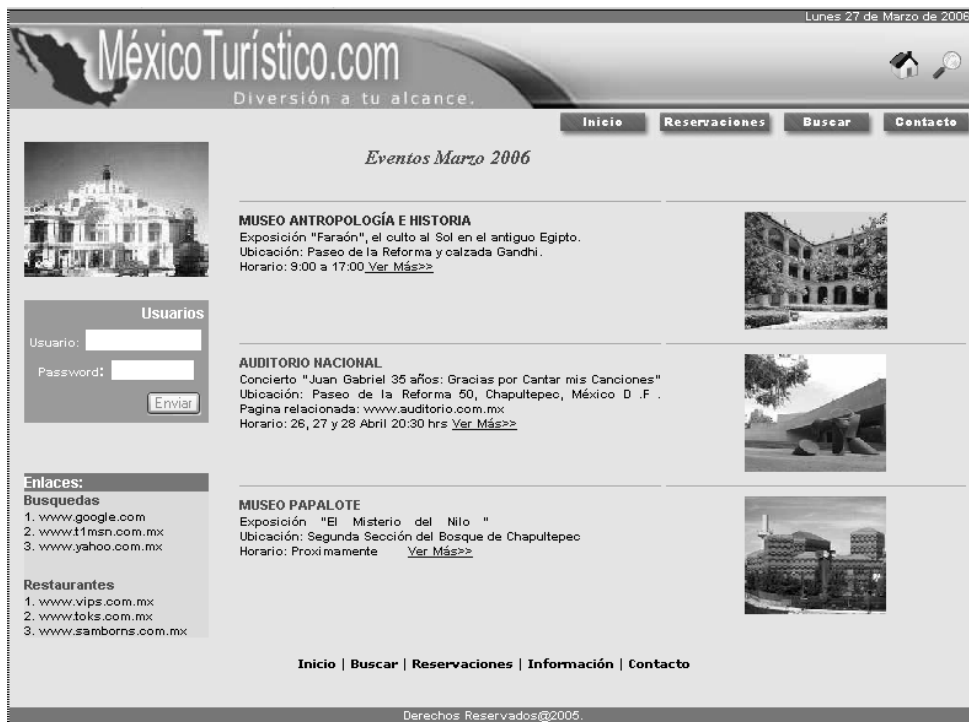 Lunes 27 de Marzo de 2006
MéxicoTurístico.com
Diversión a tu alcance.
Inicio Reservaciones Buscar Contacto
Eventos Marzo 2006
MUSEO ANTROPOLOGÍA E HISTORIA
Exposición "Faraón", el culto al Sol en el antiguo Egipto.
Ubicación: Paseo de la Reforma y calzada Gandhi.
Horario: 9:00 a 17:00 Ver Más>>
Usuarios
Usuario:
Password:
Enviar
AUDITORIO NACIONAL
Concierto "Juan Gabriel 35 años: Gracias por Cantar mis Canciones"
Ubicación: Paseo de la Reforma 50, Chapultepec, México D .F .
Pagina relacionada: www.auditorio.com.mx
Horario: 26, 27 y 28 Abril 20:30 hrs Ver Más>>
Enlaces:
Busquedas
1. www.google.com
2. www.t1msn.com.mx
3. www.yahoo.com.mx
Restaurantes
1. www.vips.com.mx
2. www.toks.com.mx
3. www.samborns.com.mx
MUSEO PAPALOTE
Exposición "El Misterio del Nilo "
Ubicación: Segunda Sección del Bosque de Chapultepec
Horario: Proximamente Ver Más>>
Inicio | Buscar | Reservaciones | Información | Contacto
Derechos Reservados@2005.